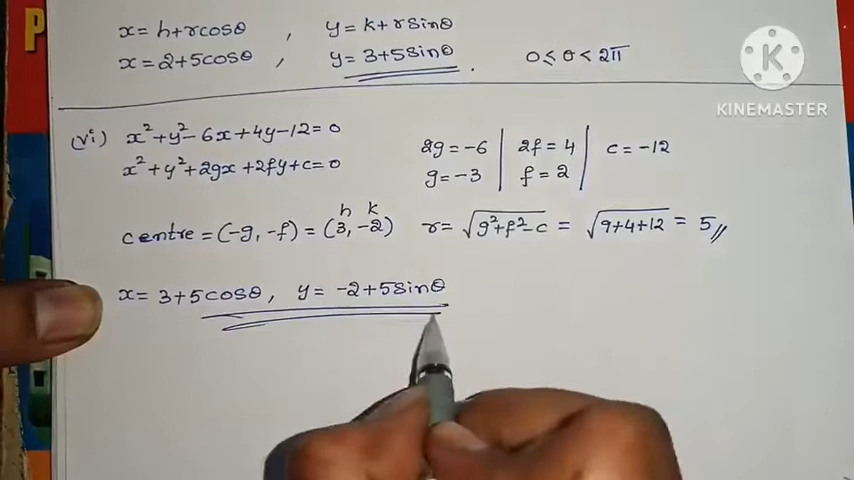 P
x = h+rcosθ , y = k+rsinθ
x = 2+5cosθ , y = 3+5sinθ . 0 ≤ θ < 2π
K
KINEMASTER
(vi) x²+y²-6x+4y-12=0 2g=-6 | 2f=4 | c=-12
x²+y²+2gx+2fy+c=0 g=-3 | f=2
h k
centre = (-g, -f) = (3, -2) r= √g²+f²-c = √9+4+12 = 5
x= 3+5cosθ, y= -2+5sinθ